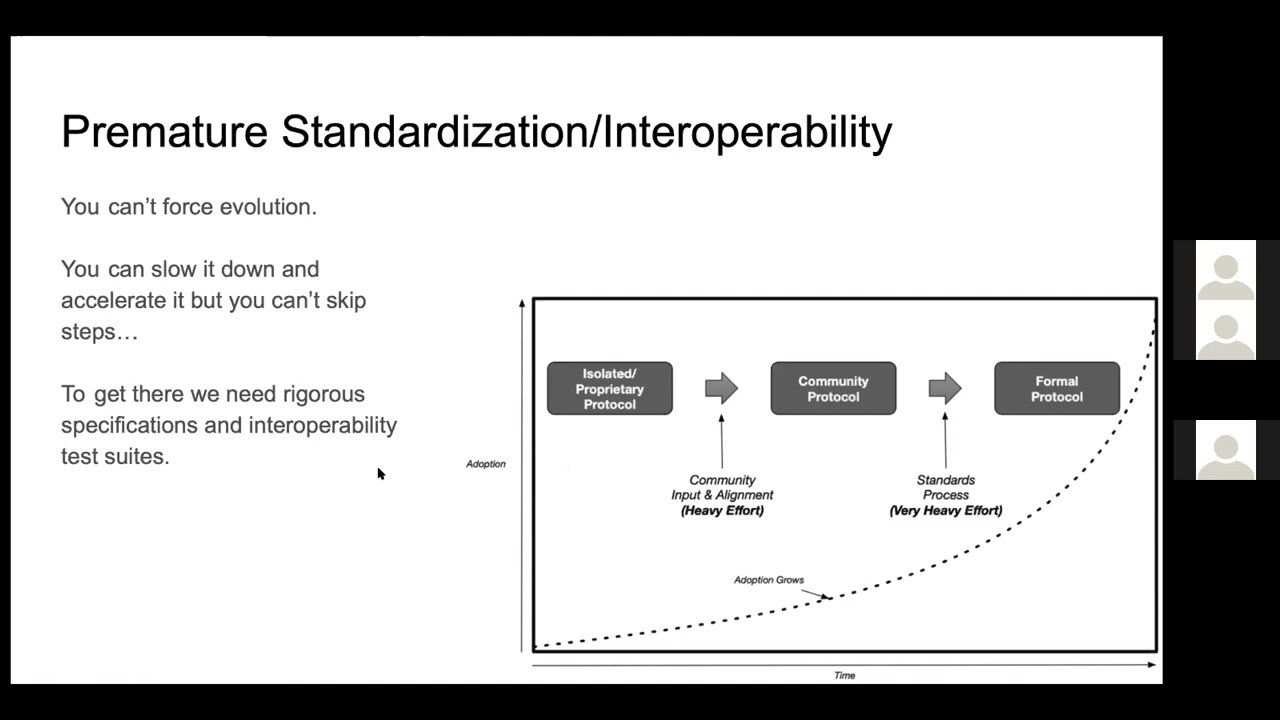 Premature Standardization/Interoperability
You can’t force evolution.
You can slow it down and
accelerate it but you can’t skip
steps…
To get there we need rigorous
specifications and interoperability
test suites.
Isolated/
Proprietary
Protocol
Community
Protocol
Formal
Protocol
Adoption
Community
Input & Alignment
(Heavy Effort)
Standards
Process
(Very Heavy Effort)
Adoption Grows
Time